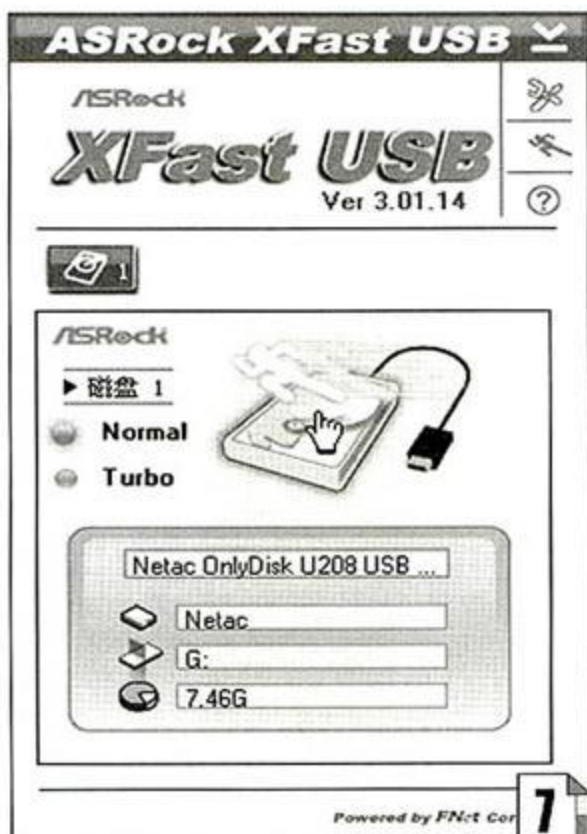 ASRock XFast USB
ASRock
XFast USB
Ver 3.01.14
?
1
ASRock
▶ 磁盘 1
Normal
Turbo
Netac OnlyDisk U208 USB ...
Netac
G:
7.46G
Powered by FNet Cor
7